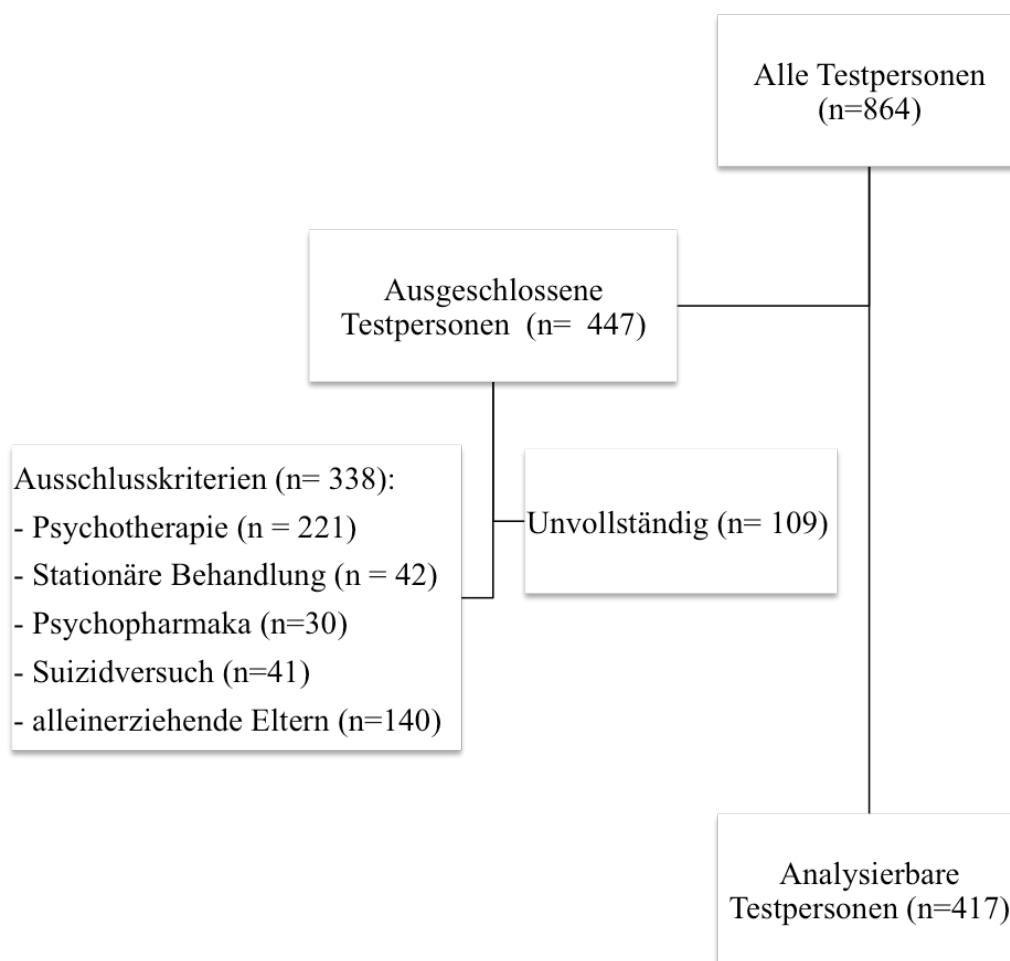 Alle Testpersonen
(n=864)
Ausgeschlossene
Testpersonen (n= 447)
Ausschlusskriterien (n= 338):
- Psychotherapie (n = 221)
- Stationäre Behandlung (n = 42)
- Psychopharmaka (n=30)
- Suizidversuch (n=41)
- alleinerziehende Eltern (n=140)
Unvollständig (n= 109)
Analysierbare
Testpersonen (n=417)